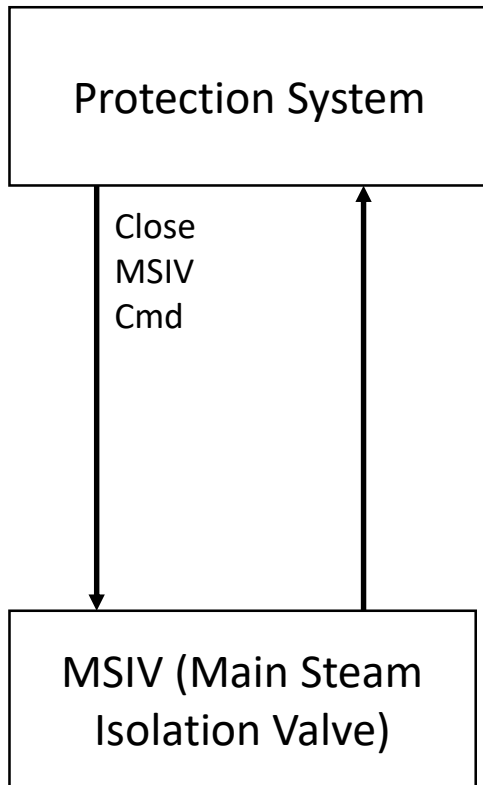 Protection System
Close
MSIV
Cmd
MSIV (Main Steam
Isolation Valve)